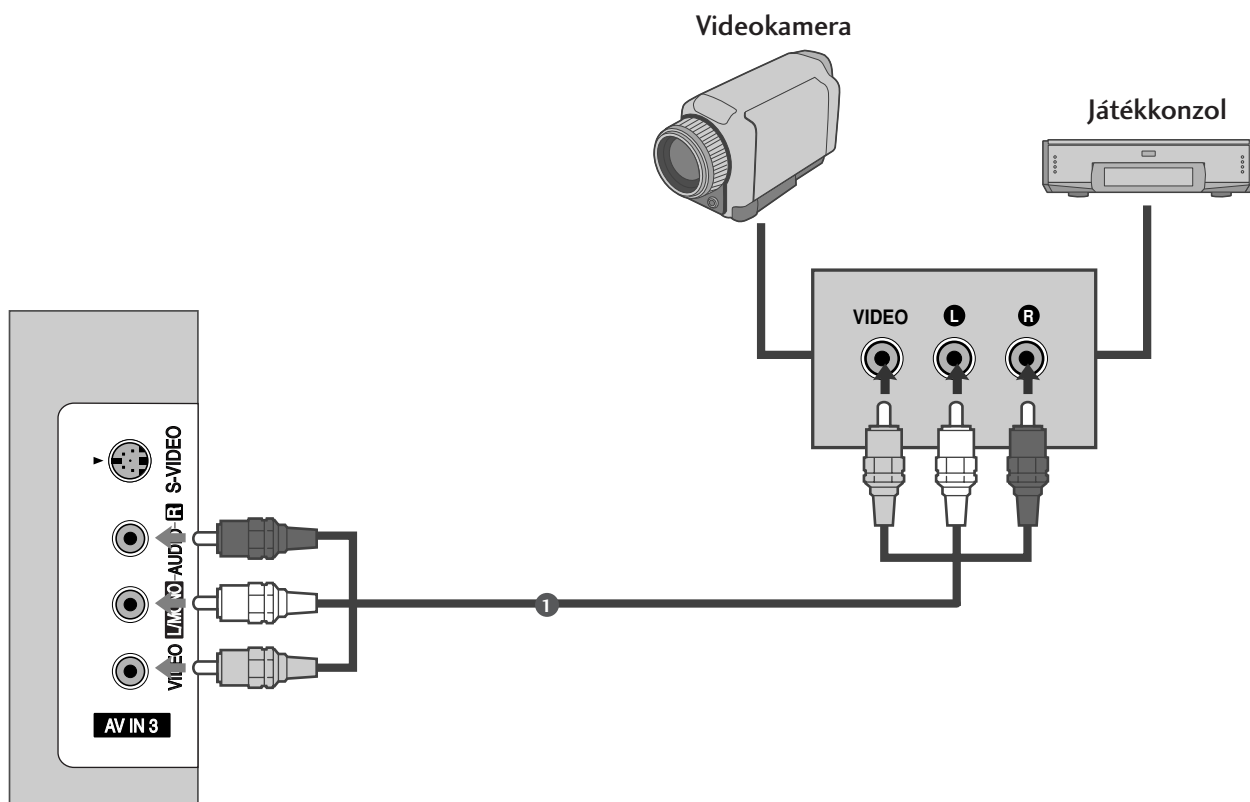 Videokamera
Játékkonzol
VIDEO L R
S-VIDEO
AUDIO R
L/MONO
VIDEO
AV IN 3
1